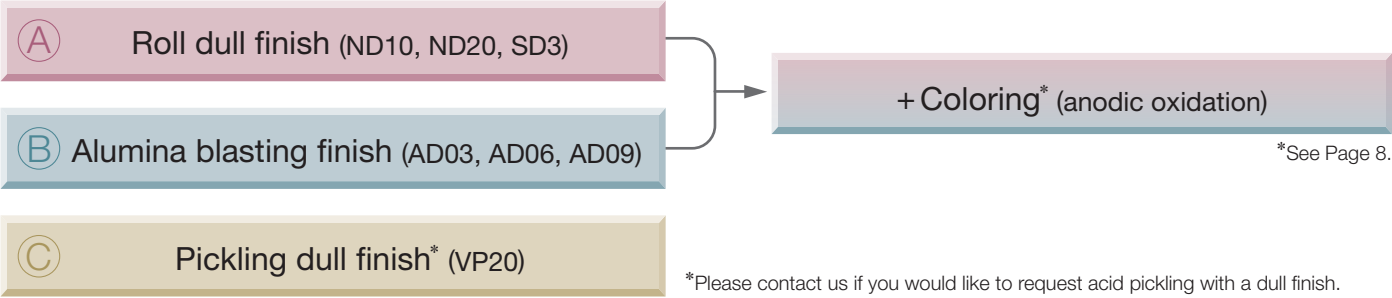 Ⓐ Roll dull finish (ND10, ND20, SD3)
Ⓑ Alumina blasting finish (AD03, AD06, AD09)
+Coloring* (anodic oxidation)
*See Page 8.
Ⓒ Pickling dull finish* (VP20)
*Please contact us if you would like to request acid pickling with a dull finish.